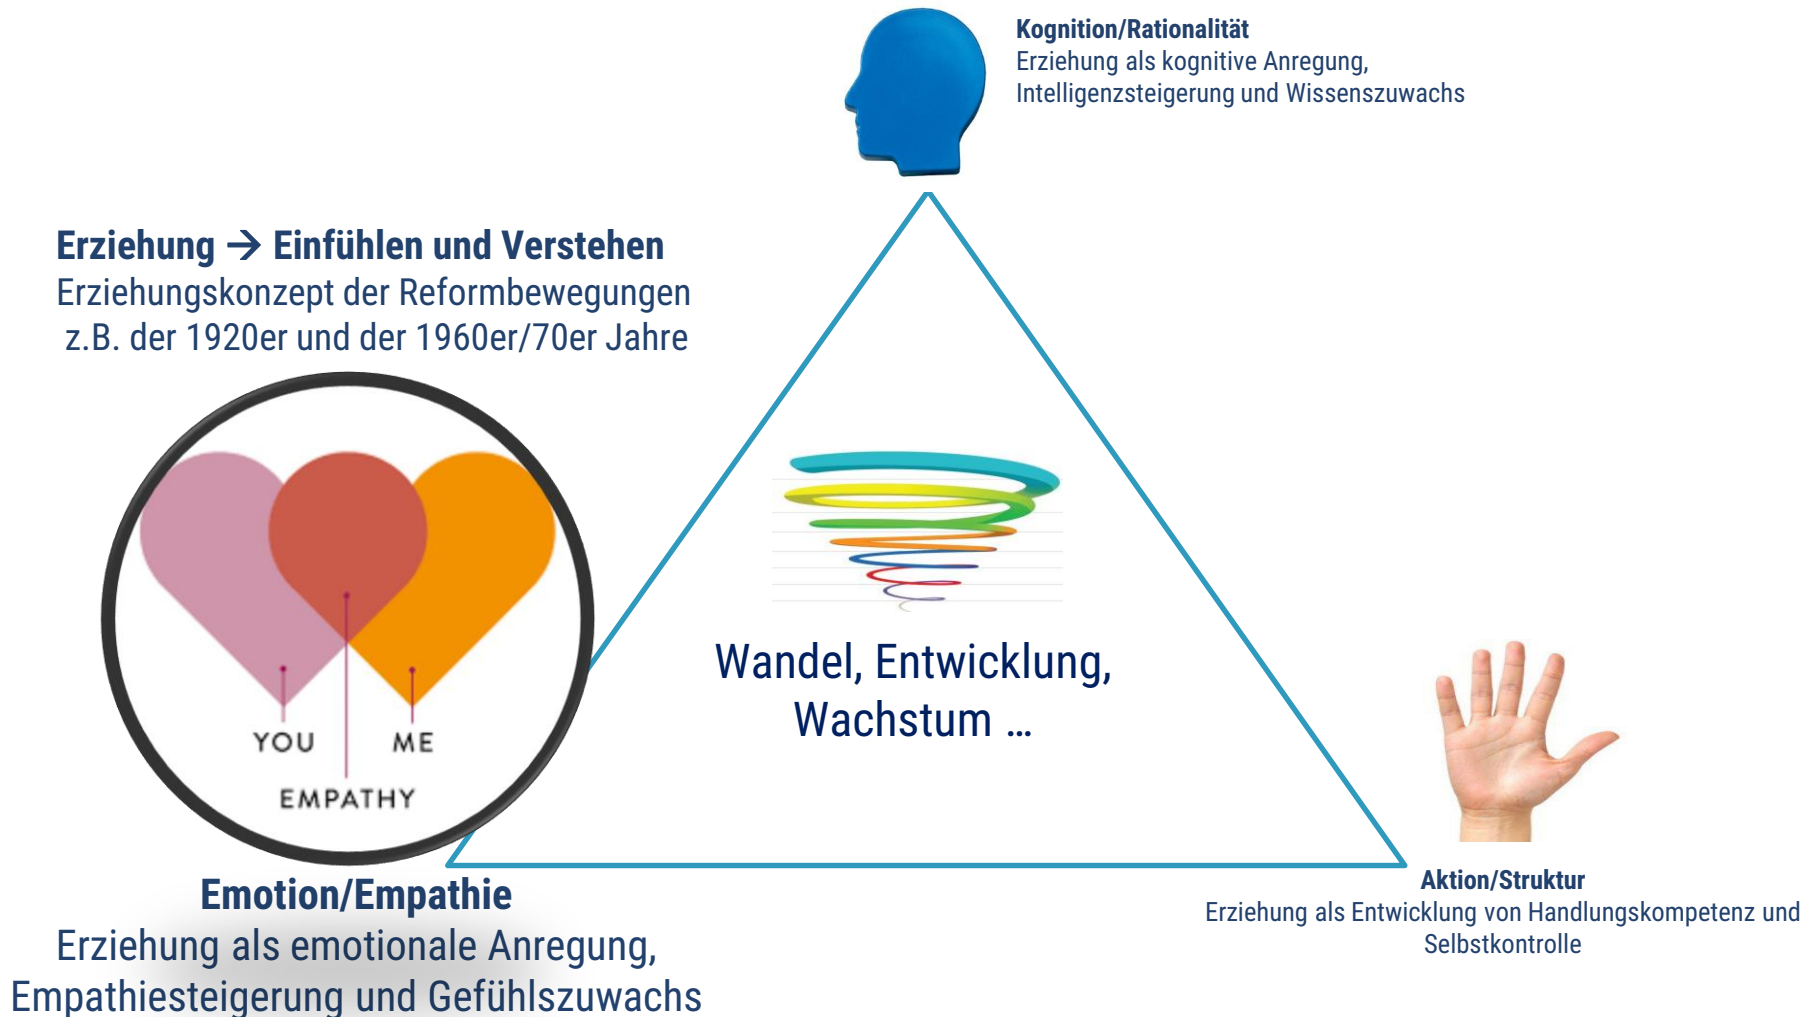 Kognition/Rationalität
Erziehung als kognitive Anregung,
Intelligenzsteigerung und Wissenszuwachs
Erziehung → Einfühlen und Verstehen
Erziehungskonzept der Reformbewegungen
z.B. der 1920er und der 1960er/70er Jahre
YOU ME
EMPATHY
Wandel, Entwicklung,
Wachstum ...
Emotion/Empathie
Erziehung als emotionale Anregung,
Empathiesteigerung und Gefühlszuwachs
Aktion/Struktur
Erziehung als Entwicklung von Handlungskompetenz und
Selbstkontrolle